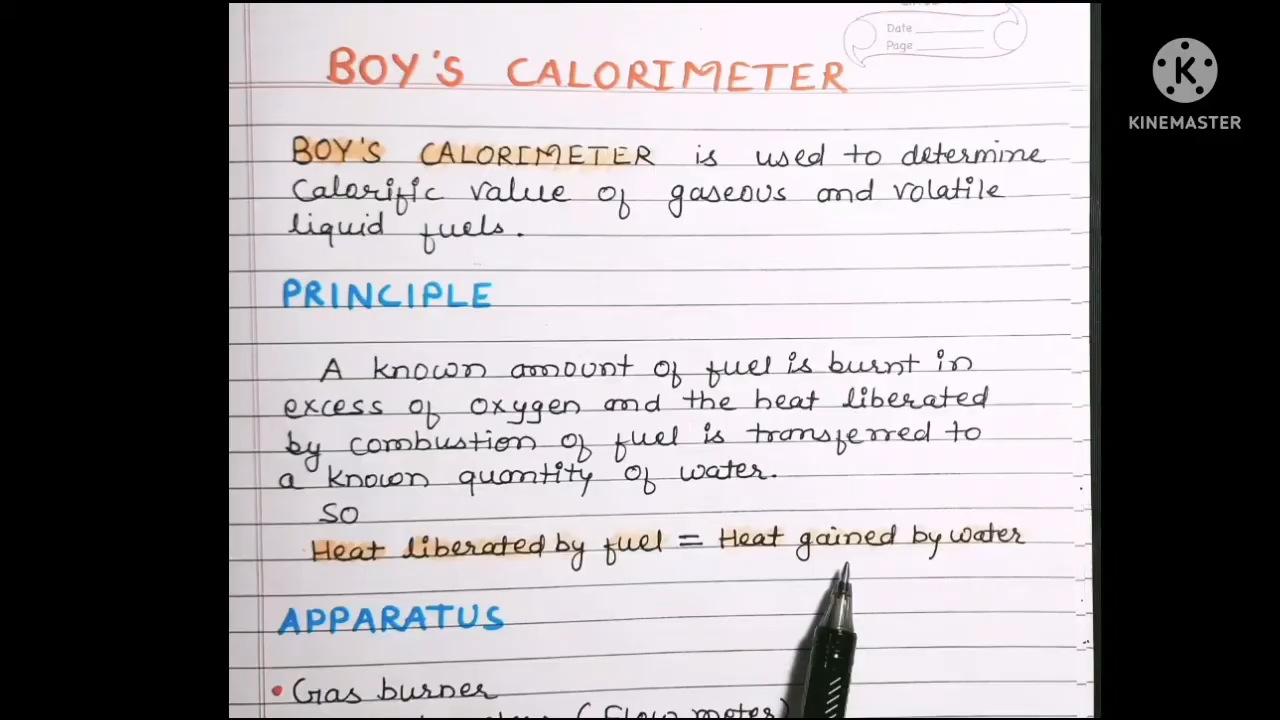 Date
Page
BOY'S CALORIMETER
KINEMASTER
BOY'S CALORIMETER is used to determine
Calorific value of gaseous and volatile
liquid fuels.
PRINCIPLE
A known amount of fuel is burnt in
excess of oxygen and the heat liberated
by combustion of fuel is transferred to
a known quantity of water.
SO
Heat liberated by fuel = Heat gained by water
APPARATUS
• Gas burner
(Flow meter)